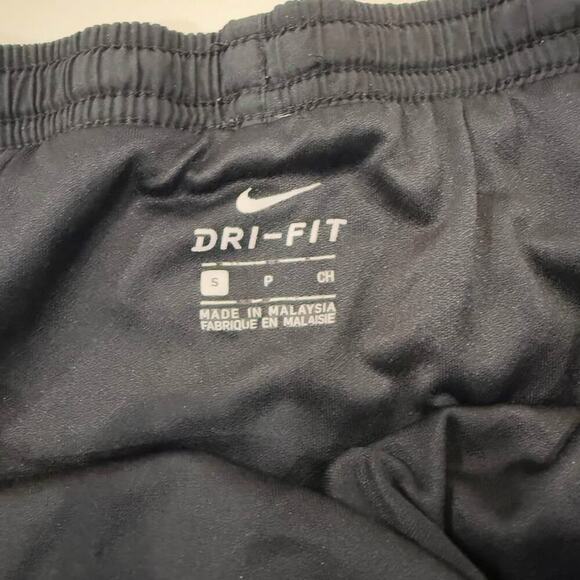 DRI-FIT
S P CH
MADE IN MALAYSIA
FABRIQUE EN MALAISIE